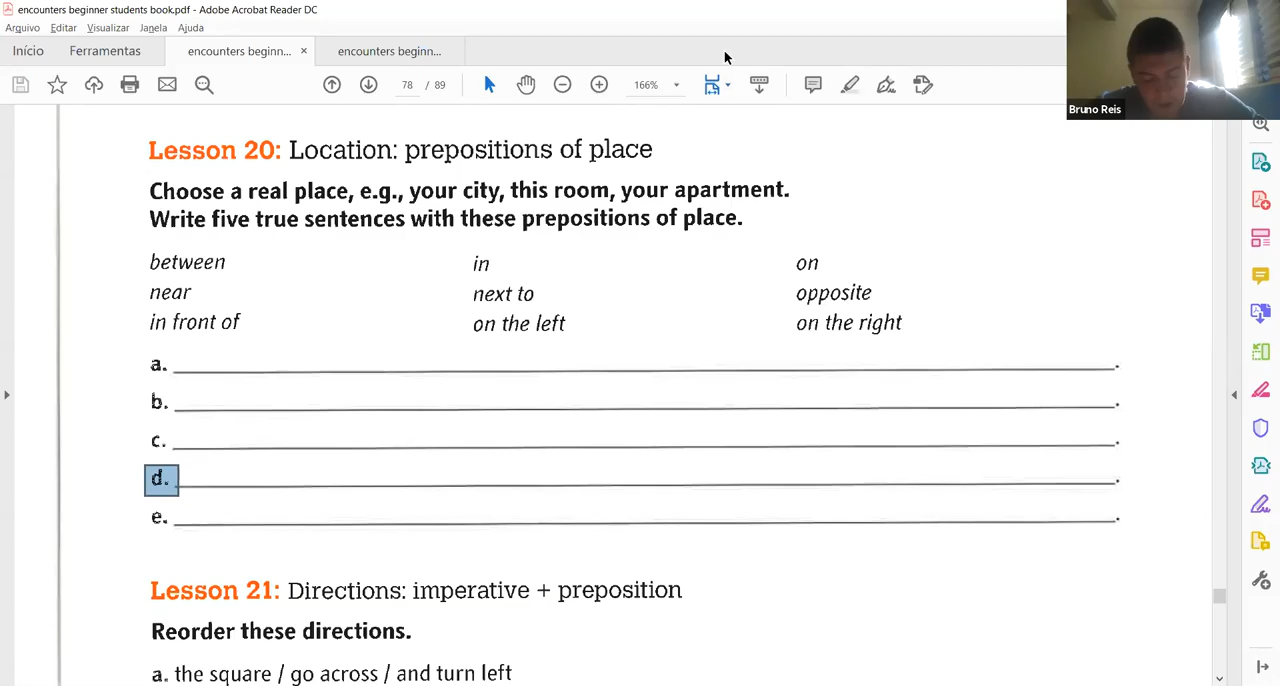 encounters beginner students book.pdf - Adobe Acrobat Reader DC
Arquivo Editar Visualizar Janela Ajuda
Início Ferramentas encounters beginn... × encounters beginn...
78 / 89 166%
Bruno Reis
Lesson 20: Location: prepositions of place
Choose a real place, e.g., your city, this room, your apartment.
Write five true sentences with these prepositions of place.
between in on
near next to opposite
in front of on the left on the right
a. .
b. .
c. .
d. .
e. .
Lesson 21: Directions: imperative + preposition
Reorder these directions.
a. the square / go across / and turn left